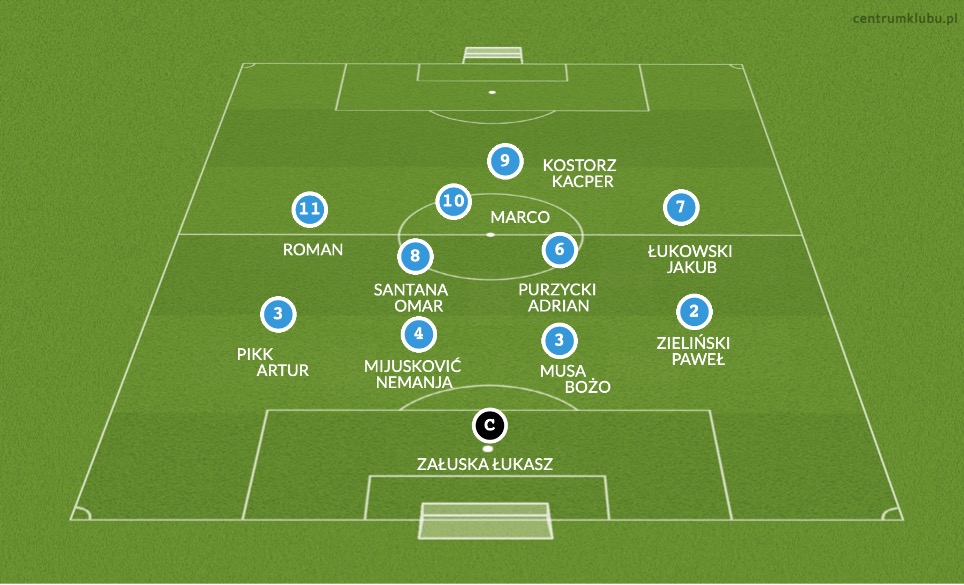 centrumklubu.pl
9
KOSTORZ
KACPER
11
10
7
MARCO
ROMAN
ŁUKOWSKI
JAKUB
8
6
SANTANA
OMAR
PURZYCKI
ADRIAN
3
2
4
3
ZIELIŃSKI
PAWEŁ
PIKK
ARTUR
MIJUSKOVIĆ
NEMANJA
MUSA
BOŻO
C
ZAŁUSKA ŁUKASZ